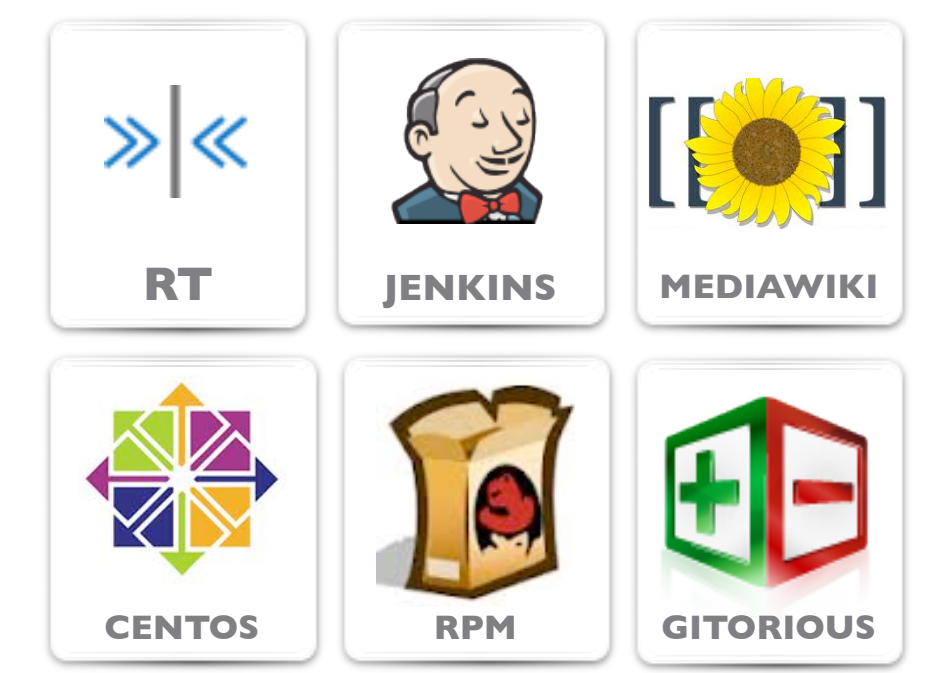 RT
JENKINS
MEDIAWIKI
CENTOS
RPM
GITORIOUS